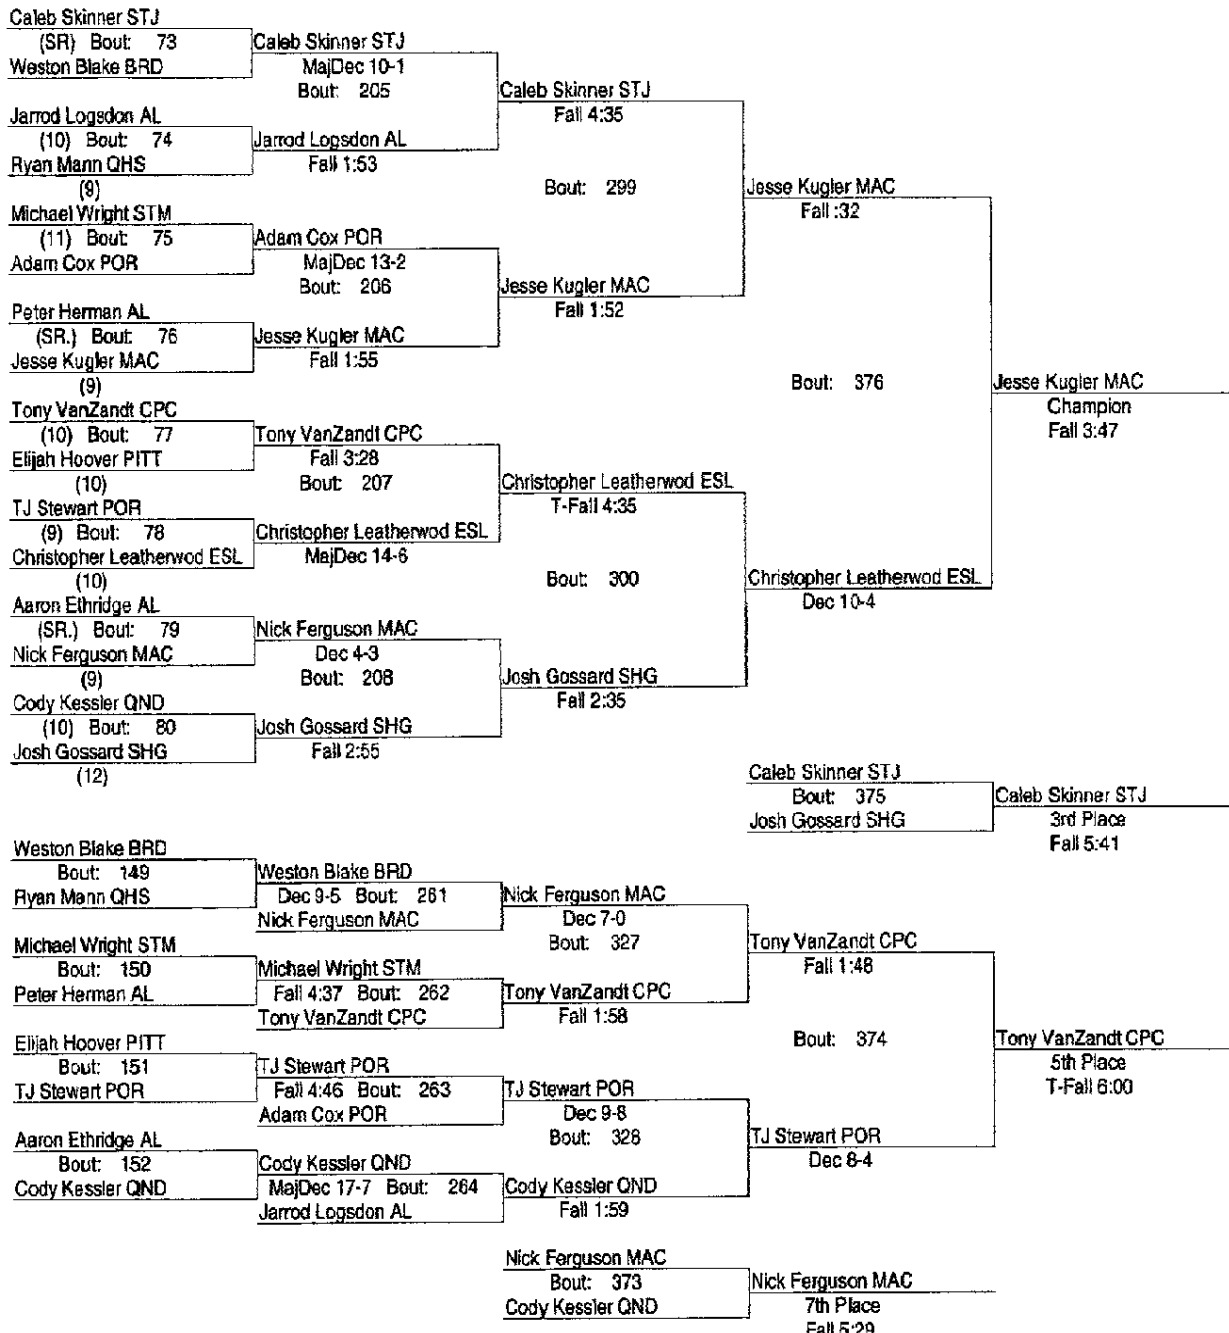 Caleb Skinner STJ
(SR) Bout: 73
Weston Blake BRD
Jarrod Logsdon AL
(10) Bout: 74
Ryan Mann QHS
(9)
Michael Wright STM
(11) Bout: 75
Adam Cox POR
Peter Herman AL
(SR.) Bout: 76
Jesse Kugler MAC
(9)
Tony VanZandt CPC
(10) Bout: 77
Elijah Hoover PITT
(10)
TJ Stewart POR
(9) Bout: 78
Christopher Leatherwod ESL
(10)
Aaron Ethridge AL
(SR.) Bout: 79
Nick Ferguson MAC
(9)
Cody Kessler QND
(10) Bout: 80
Josh Gossard SHG
(12)
Caleb Skinner STJ
MajDec 10-1
Bout: 205
Jarrod Logsdon AL
Fall 1:53
Adam Cox POR
MajDec 13-2
Bout: 206
Jesse Kugler MAC
Fall 1:55
Tony VanZandt CPC
Fall 3:28
Bout: 207
Christopher Leatherwod ESL
MajDec 14-6
Nick Ferguson MAC
Dec 4-3
Bout: 208
Josh Gossard SHG
Fall 2:55
Caleb Skinner STJ
Fall 4:35
Bout: 299
Jesse Kugler MAC
Fall 1:52
Christopher Leatherwod ESL
T-Fall 4:35
Bout: 300
Josh Gossard SHG
Fall 2:35
Jesse Kugler MAC
Fall :32
Bout: 376
Christopher Leatherwod ESL
Dec 10-4
Jesse Kugler MAC
Champion
Fall 3:47
Caleb Skinner STJ
Bout: 375
Josh Gossard SHG
Caleb Skinner STJ
3rd Place
Fall 5:41
Weston Blake BRD
Bout: 149
Ryan Mann QHS
Michael Wright STM
Bout: 150
Peter Herman AL
Elijah Hoover PITT
Bout: 151
TJ Stewart POR
Aaron Ethridge AL
Bout: 152
Cody Kessler QND
Weston Blake BRD
Dec 9-5 Bout: 261
Nick Ferguson MAC
Michael Wright STM
Fall 4:37 Bout: 262
Tony VanZandt CPC
TJ Stewart POR
Fall 4:46 Bout: 263
Adam Cox POR
Cody Kessler QND
MajDec 17-7 Bout: 264
Jarrod Logsdon AL
Nick Ferguson MAC
Dec 7-0
Bout: 327
Tony VanZandt CPC
Fall 1:58
TJ Stewart POR
Dec 9-8
Bout: 328
Cody Kessler QND
Fall 1:59
Tony VanZandt CPC
Fall 1:48
Bout: 374
TJ Stewart POR
Dec 8-4
Tony VanZandt CPC
5th Place
T-Fall 6:00
Nick Ferguson MAC
Bout: 373
Cody Kessler QND
Nick Ferguson MAC
7th Place
Fall 5:29